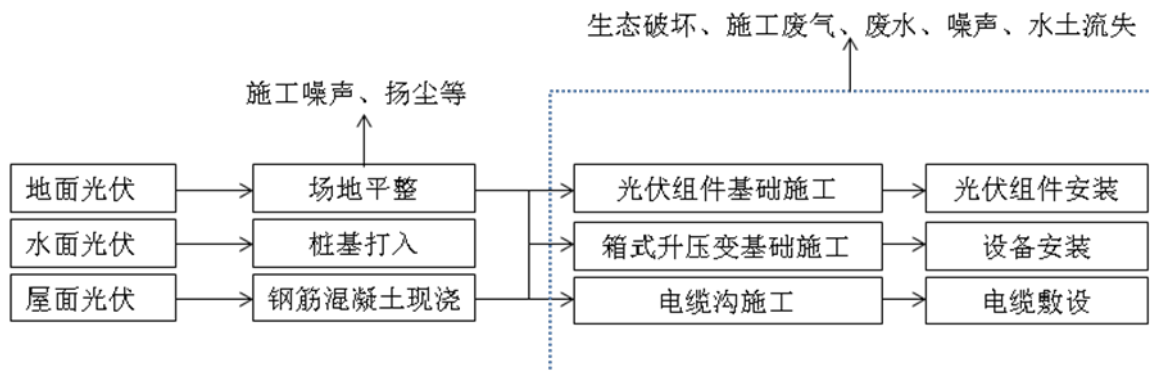 生态破坏、施工废气、废水、噪声、水土流失
施工噪声、扬尘等
地面光伏
场地平整
光伏组件基础施工
光伏组件安装
水面光伏
桩基打入
箱式升压变基础施工
设备安装
屋面光伏
钢筋混凝土现浇
电缆沟施工
电缆敷设